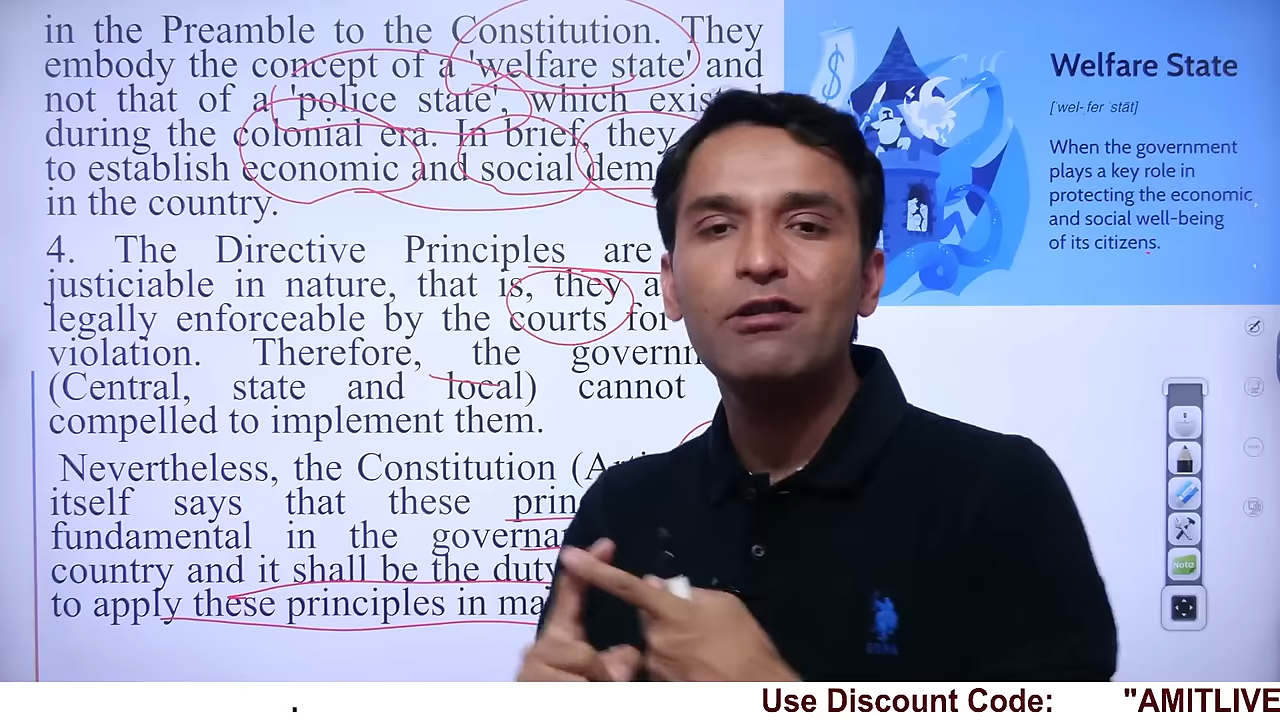 in the Preamble to the Constitution. They
embody the concept of a 'welfare state' and
not that of a 'police state', which existed
during the colonial era. In brief, they
to establish economic and social dem
in the country.
4. The Directive Principles are
justiciable in nature, that is, they a
legally enforceable by the courts for
violation. Therefore, the governm
(Central, state and local) cannot
compelled to implement them.
Nevertheless, the Constitution (Arti
itself says that these prin
fundamental in the governa
country and it shall be the duty
to apply these principles in ma
Welfare State
['wel- fer 'stāt]
When the government
plays a key role in
protecting the economic
and social well-being
of its citizens.
Note
.
Use Discount Code: "AMITLIVE